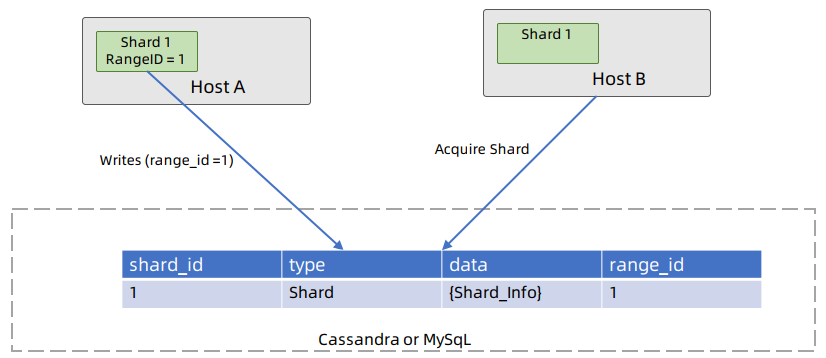 Shard 1
RangeID = 1
Host A
Shard 1
Host B
Writes (range_id =1)
Acquire Shard
shard_id type data range_id
1 Shard {Shard_Info} 1
Cassandra or MySqL